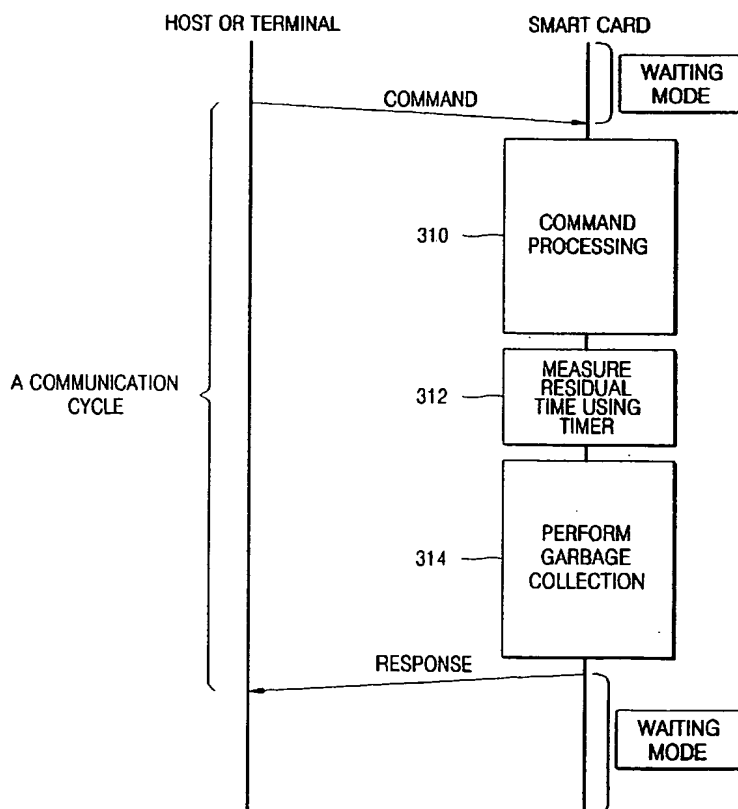 HOST OR TERMINAL
SMART CARD
WAITING
MODE
COMMAND
310
COMMAND
PROCESSING
A COMMUNICATION
CYCLE
312
MEASURE
RESIDUAL
TIME USING
TIMER
314
PERFORM
GARBAGE
COLLECTION
RESPONSE
WAITING
MODE